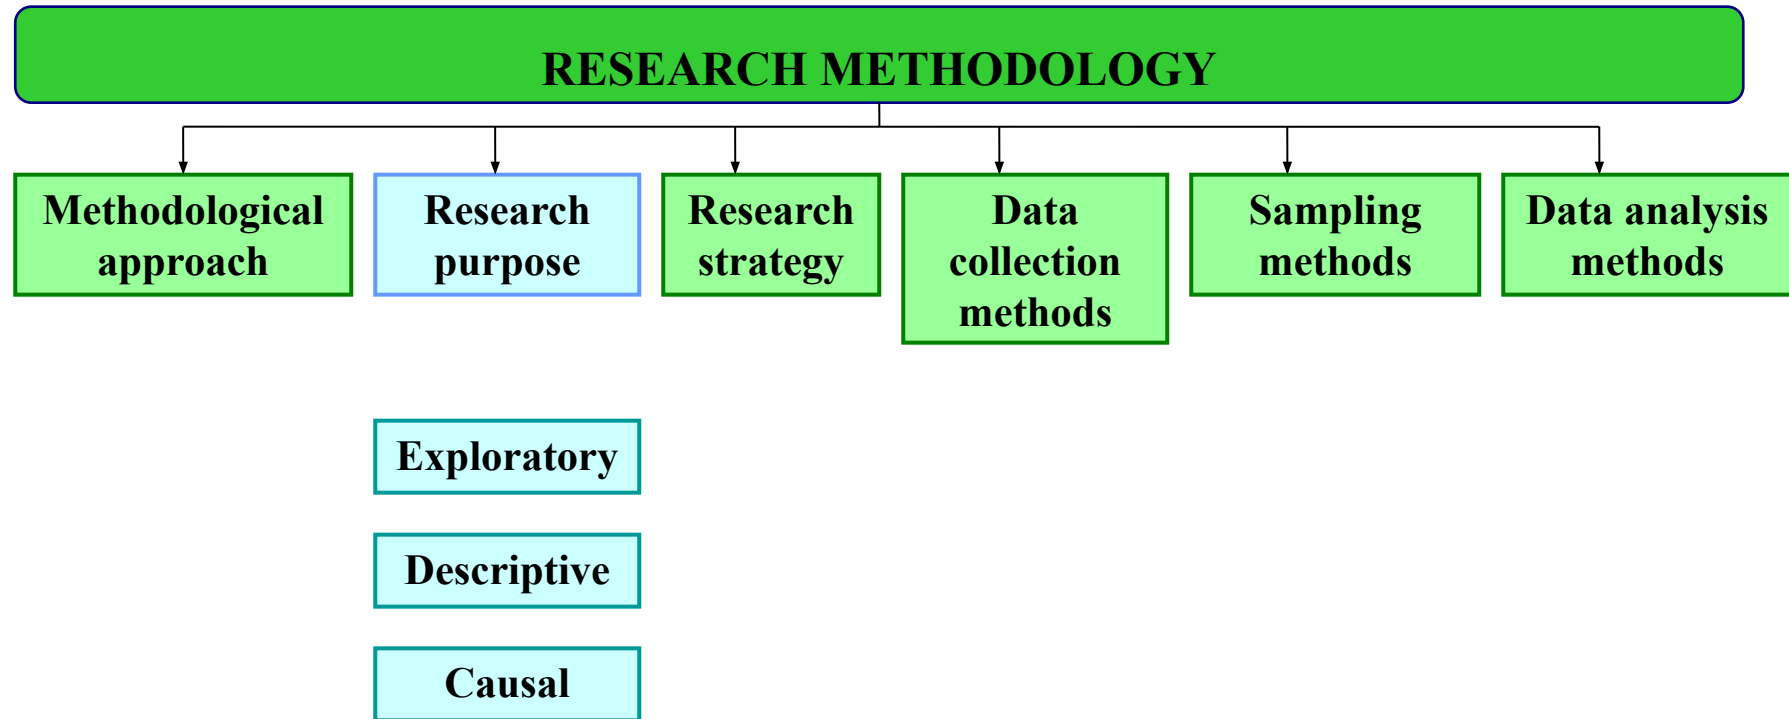 RESEARCH METHODOLOGY
Methodological
approach
Research
purpose
Research
strategy
Data
collection
methods
Sampling
methods
Data analysis
methods
Exploratory
Descriptive
Causal